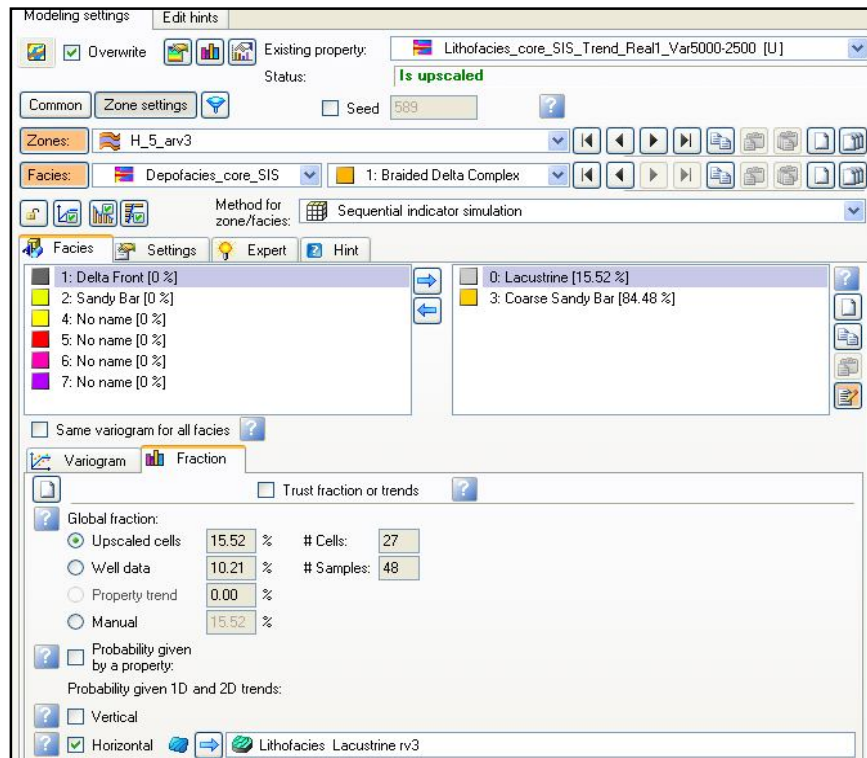 Modeling settings Edit hints
Overwrite Existing property: Lithofacies_core_SIS_Trend_Real1_Var5000-2500 [U]
Status: Is upscaled
Common Zone settings Seed 589 ?
Zones: H_5_arv3
Facies: Depofacies_core_SIS 1: Braided Delta Complex
Method for
zone/facies: Sequential indicator simulation
Facies Settings Expert Hint
1: Delta Front [0 %] 0: Lacustrine [15.52 %] ?
2: Sandy Bar [0 %] 3: Coarse Sandy Bar [84.48 %]
4: No name [0 %]
5: No name [0 %]
6: No name [0 %]
7: No name [0 %]
Same variogram for all facies ?
Variogram Fraction
Trust fraction or trends ?
? Global fraction:
Upscaled cells 15.52 % # Cells: 27
Well data 10.21 % # Samples: 48
Property trend 0.00 %
Manual 15.52 %
? Probability given
by a property:
Probability given 1D and 2D trends:
? Vertical
? Horizontal Lithofacies Lacustrine rv3